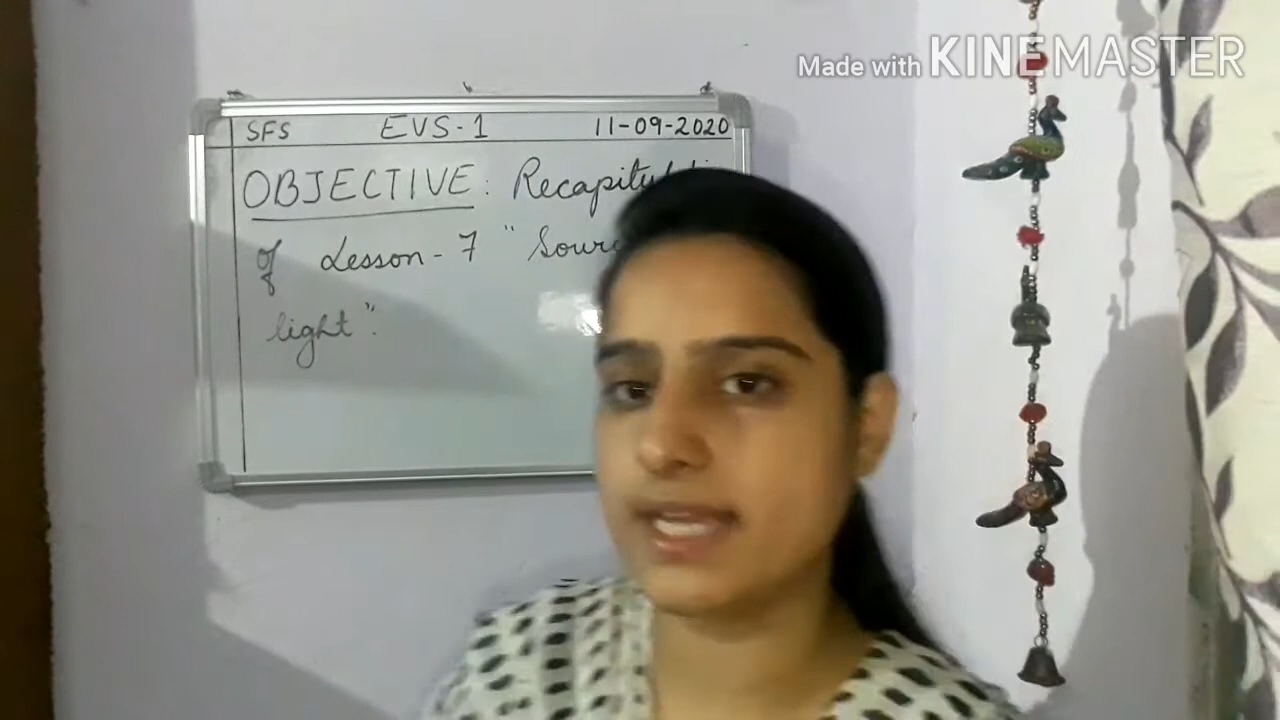 Made with KINEMASTER
SFS EVS-1 11-09-2020
OBJECTIVE:
of Lesson-7 "
light".